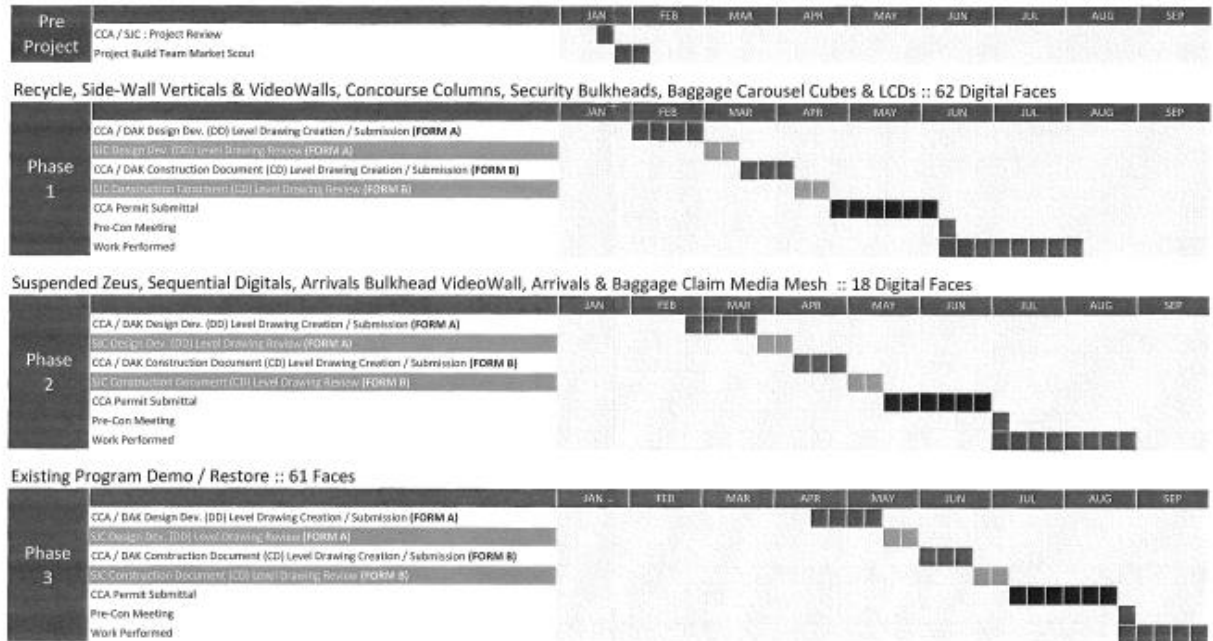 Pre
Project
JAN FEB MAR APR MAY JUN JUL AUG SEP
CCA / SJC : Project Review
Project Build Team Market Scout
Recycle, Side-Wall Verticals & VideoWalls, Concourse Columns, Security Bulkheads, Baggage Carousel Cubes & LCDs :: 62 Digital Faces
JAN FEB MAR APR MAY JUN JUL AUG SEP
Phase
1
CCA / DAK Design Dev. (DD) Level Drawing Creation / Submission (FORM A)
SJC Design Dev. (DD) Level Drawing Review (FORM A)
CCA / DAK Construction Document (CD) Level Drawing Creation / Submission (FORM B)
SJC Construction Document (CD) Level Drawing Review (FORM B)
CCA Permit Submittal
Pre-Con Meeting
Work Performed
Suspended Zeus, Sequential Digitals, Arrivals Bulkhead VideoWall, Arrivals & Baggage Claim Media Mesh :: 18 Digital Faces
JAN FEB MAR APR MAY JUN JUL AUG SEP
Phase
2
CCA / DAK Design Dev. (DD) Level Drawing Creation / Submission (FORM A)
SJC Design Dev. (DD) Level Drawing Review (FORM A)
CCA / DAK Construction Document (CD) Level Drawing Creation / Submission (FORM B)
SJC Construction Document (CD) Level Drawing Review (FORM B)
CCA Permit Submittal
Pre-Con Meeting
Work Performed
Existing Program Demo / Restore :: 61 Faces
JAN FEB MAR APR MAY JUN JUL AUG SEP
Phase
3
CCA / DAK Design Dev. (DD) Level Drawing Creation / Submission (FORM A)
SJC Design Dev. (DD) Level Drawing Review (FORM A)
CCA / DAK Construction Document (CD) Level Drawing Creation / Submission (FORM B)
SJC Construction Document (CD) Level Drawing Review (FORM B)
CCA Permit Submittal
Pre-Con Meeting
Work Performed